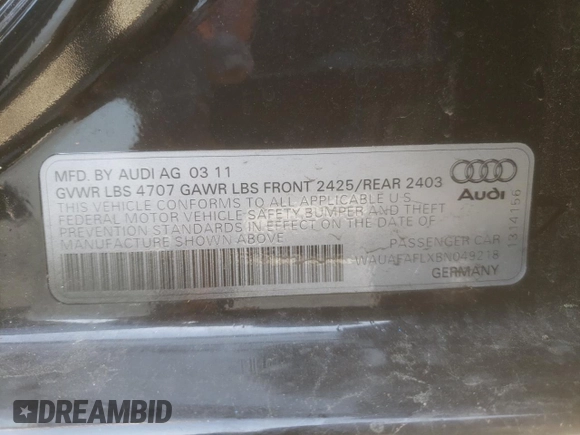 MFD. BY AUDI AG 03 11
GVWR LBS 4707 GAWR LBS FRONT 2425/REAR 2403
THIS VEHICLE CONFORMS TO ALL APPLICABLE U.S.
FEDERAL MOTOR VEHICLE SAFETY BUMPER AND THEFT
PREVENTION STANDARDS IN EFFECT ON THE DATE OF
MANUFACTURE SHOWN ABOVE
PASSENGER CAR
WAUAFAFLXBN049218
GERMANY
Audi
1314156
DREAMBID